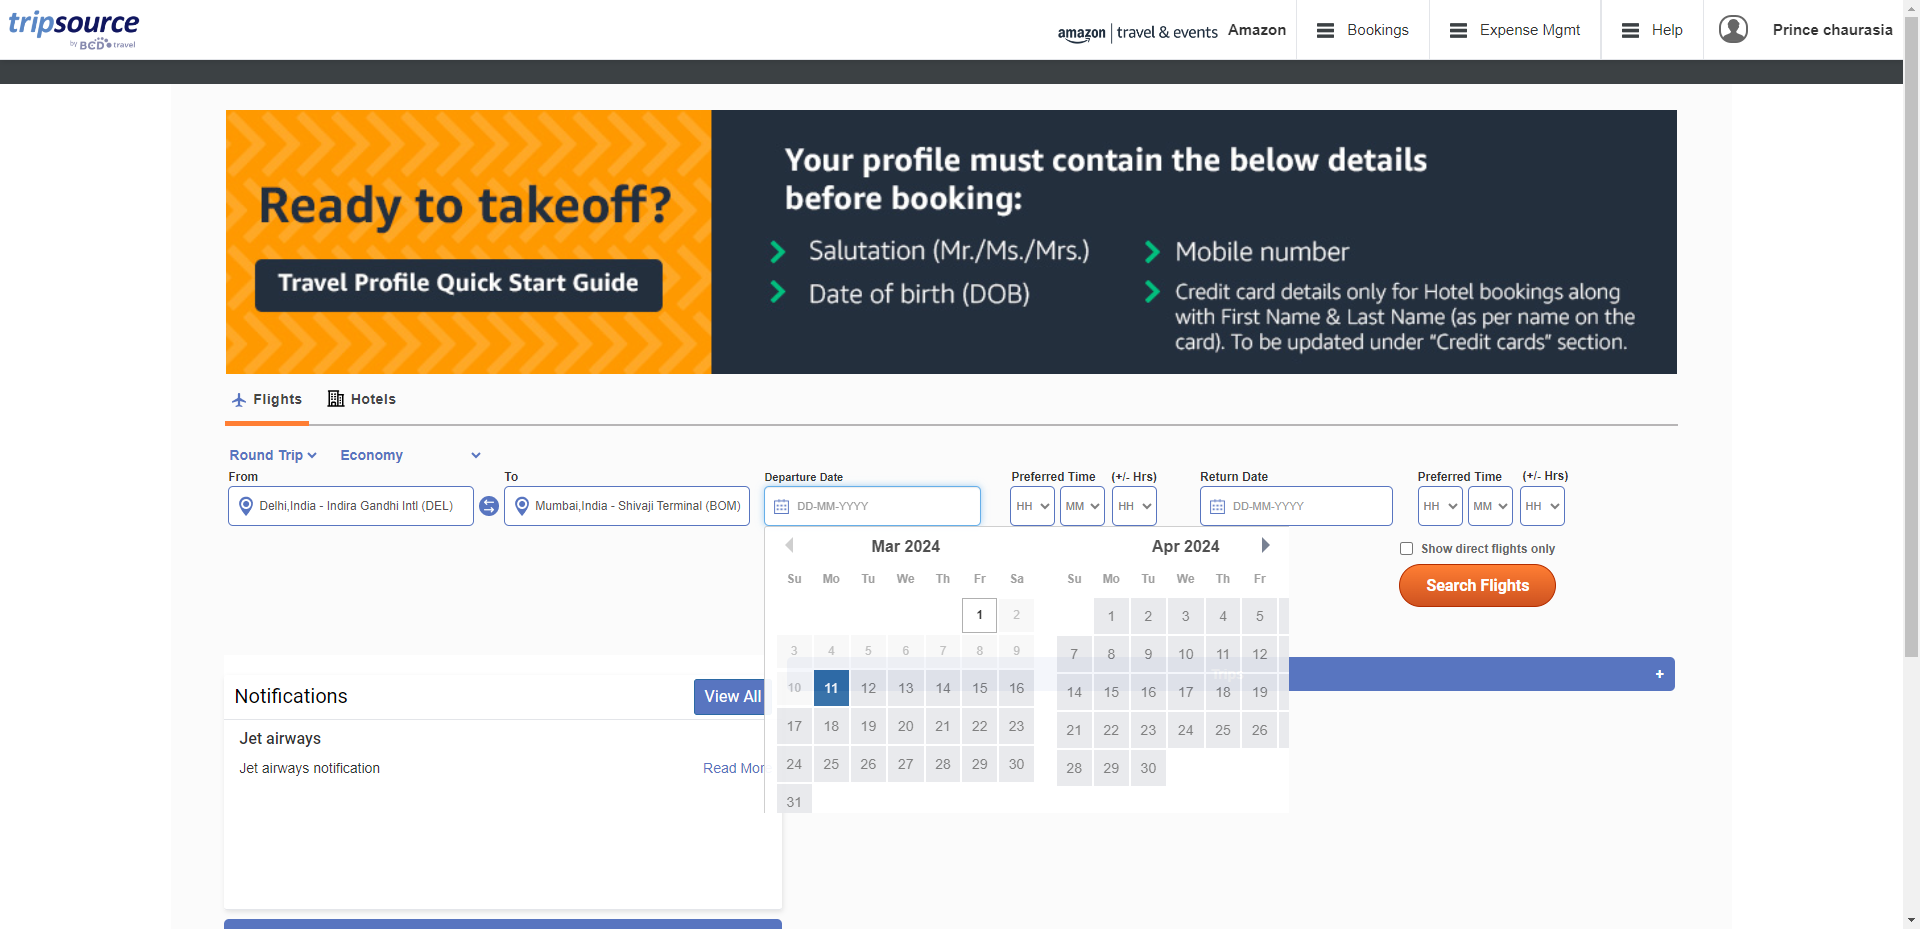 tripsource
by BCD travel
amazon | travel & events Amazon
Bookings
Expense Mgmt
Help
Prince chaurasia
Ready to takeoff?
Travel Profile Quick Start Guide
Your profile must contain the below details
before booking:
Salutation (Mr./Ms./Mrs.)
Date of birth (DOB)
Mobile number
Credit card details only for Hotel bookings along
with First Name & Last Name (as per name on the
card). To be updated under “Credit cards” section.
Flights
Hotels
Round Trip
Economy
From
To
Departure Date
Preferred Time (+/- Hrs)
Return Date
Preferred Time (+/- Hrs)
Delhi,India - Indira Gandhi Intl (DEL)
Mumbai,India - Shivaji Terminal (BOM)
DD-MM-YYYY
HH MM HH
DD-MM-YYYY
HH MM HH
Show direct flights only
Search Flights
Mar 2024
Su Mo Tu We Th Fr Sa
1 2
3 4 5 6 7 8 9
10 11 12 13 14 15 16
17 18 19 20 21 22 23
24 25 26 27 28 29 30
31
Apr 2024
Su Mo Tu We Th Fr
1 2 3 4 5
7 8 9 10 11 12
14 15 16 17 18 19
21 22 23 24 25 26
28 29 30
+
Notifications
View All
Jet airways
Jet airways notification
Read Mor